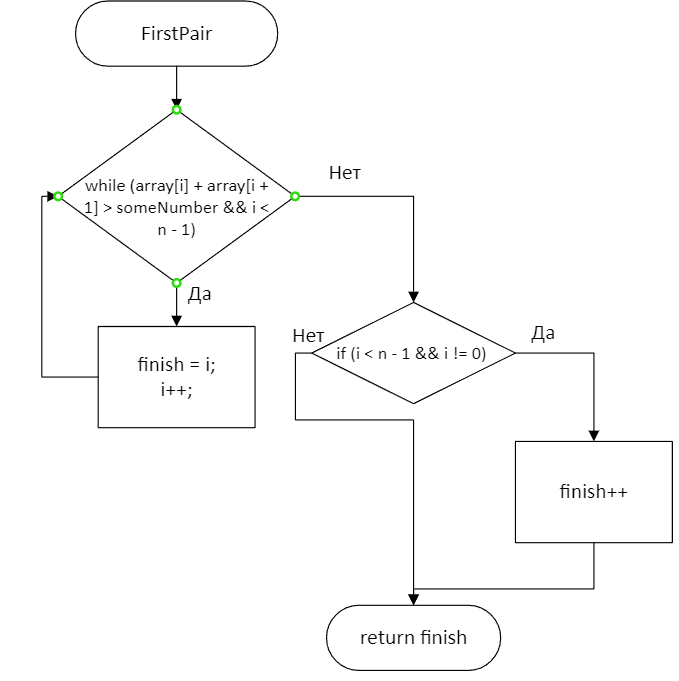 FirstPair
while (array[i] + array[i +
1] > someNumber && i <
n - 1)
Нет
Да
finish = i;
i++;
Нет
if (i < n - 1 && i != 0)
Да
finish++
return finish